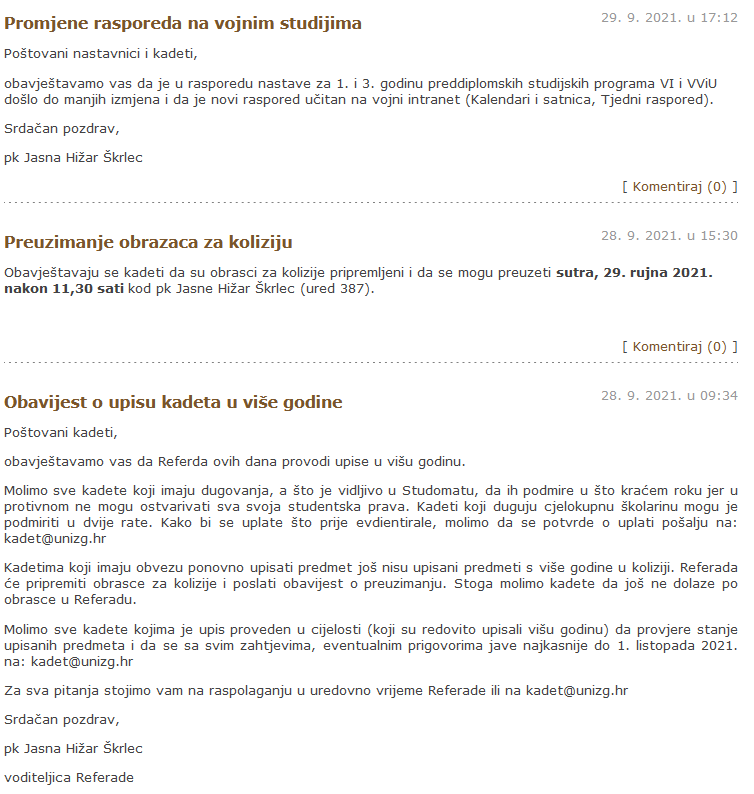 Promjene rasporeda na vojnim studijima
29. 9. 2021. u 17:12
Poštovani nastavnici i kadeti,
obavještavamo vas da je u rasporedu nastave za 1. i 3. godinu preddiplomskih studijskih programa VI i VViU
došlo do manjih izmjena i da je novi raspored učitan na vojni intranet (Kalendari i satnica, Tjedni raspored).
Srdačan pozdrav,
pk Jasna Hižar Škrlec
[ Komentiraj (0) ]
Preuzimanje obrazaca za koliziju
28. 9. 2021. u 15:30
Obavještavaju se kadeti da su obrasci za kolizije pripremljeni i da se mogu preuzeti sutra, 29. rujna 2021.
nakon 11,30 sati kod pk Jasne Hižar Škrlec (ured 387).
[ Komentiraj (0) ]
Obavijest o upisu kadeta u više godine
28. 9. 2021. u 09:34
Poštovani kadeti,
obavještavamo vas da Referda ovih dana provodi upise u višu godinu.
Molimo sve kadete koji imaju dugovanja, a što je vidljivo u Studomatu, da ih podmire u što kraćem roku jer u
protivnom ne mogu ostvarivati sva svoja studentska prava. Kadeti koji duguju cjelokupnu školarinu mogu je
podmiriti u dvije rate. Kako bi se uplate što prije evdientirale, molimo da se potvrde o uplati pošalju na:
kadet@unizg.hr
Kadetima koji imaju obvezu ponovno upisati predmet još nisu upisani predmeti s više godine u koliziji. Referada
će pripremiti obrasce za kolizije i poslati obavijest o preuzimanju. Stoga molimo kadete da još ne dolaze po
obrasce u Referadu.
Molimo sve kadete kojima je upis proveden u cijelosti (koji su redovito upisali višu godinu) da provjere stanje
upisanih predmeta i da se sa svim zahtjevima, eventualnim prigovorima jave najkasnije do 1. listopada 2021.
na: kadet@unizg.hr
Za sva pitanja stojimo vam na raspolaganju u uredovno vrijeme Referade ili na kadet@unizg.hr
Srdačan pozdrav,
pk Jasna Hižar Škrlec
voditeljica Referade